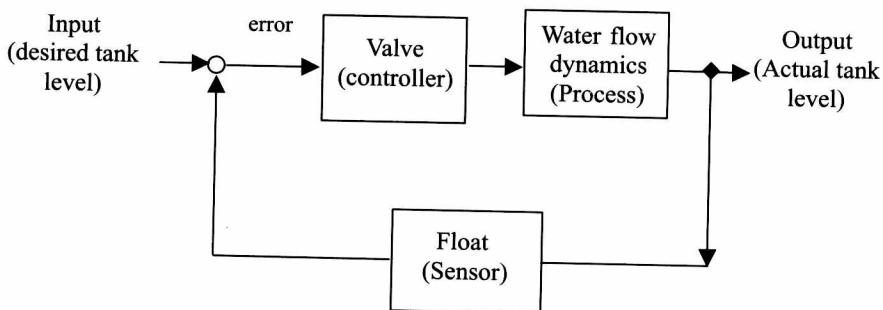 Input
(desired tank
level)
error
Valve
(controller)
Water flow
dynamics
(Process)
Output
(Actual tank
level)
Float
(Sensor)